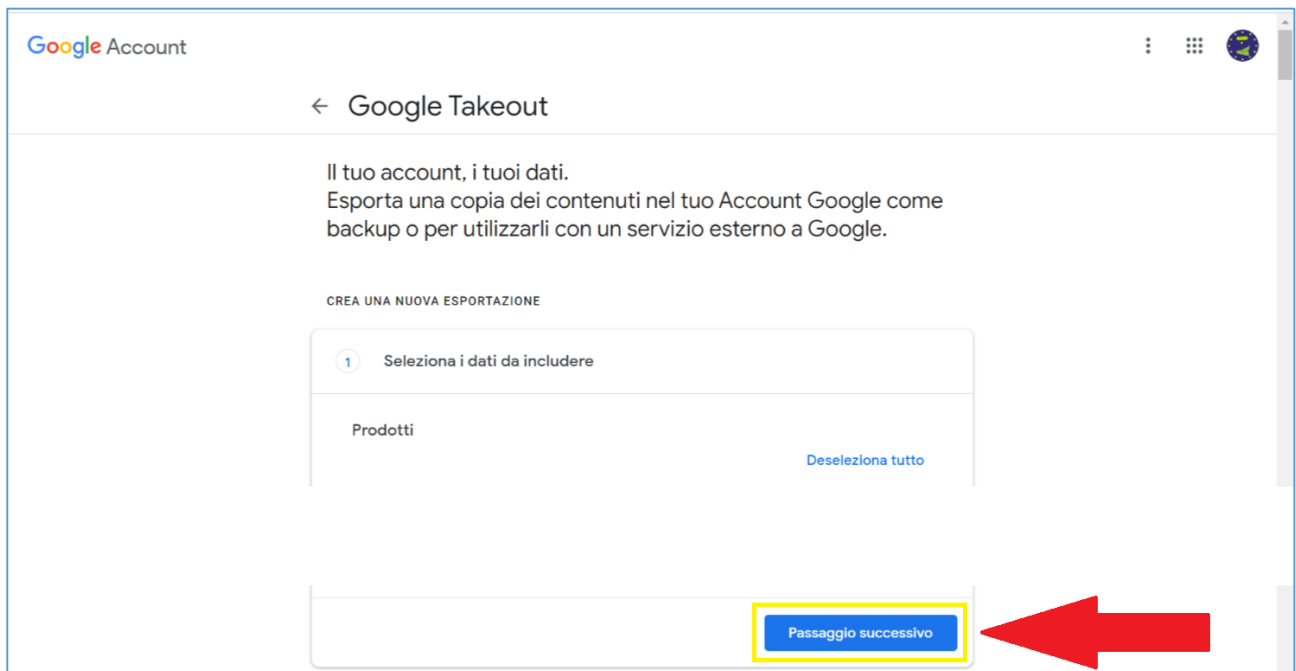 Google Account
Google Takeout
Il tuo account, i tuoi dati.
Esporta una copia dei contenuti nel tuo Account Google come
backup o per utilizzarli con un servizio esterno a Google.
CREA UNA NUOVA ESPORTAZIONE
1 Seleziona i dati da includere
Prodotti
Deseleziona tutto
Passaggio successivo